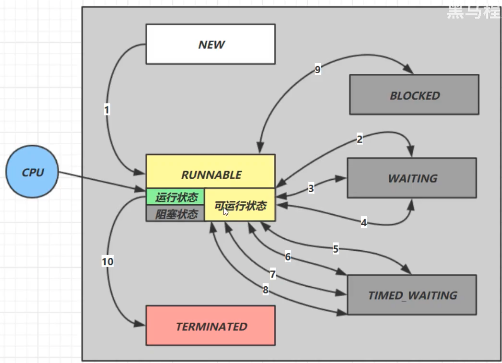 黑马程
NEW
9
BLOCKED
1
2
RUNNABLE
CPU
3
WAITING
运行状态
可运行状态
阻塞状态
4
5
6
10
7
8
TIMED_WAITING
TERMINATED